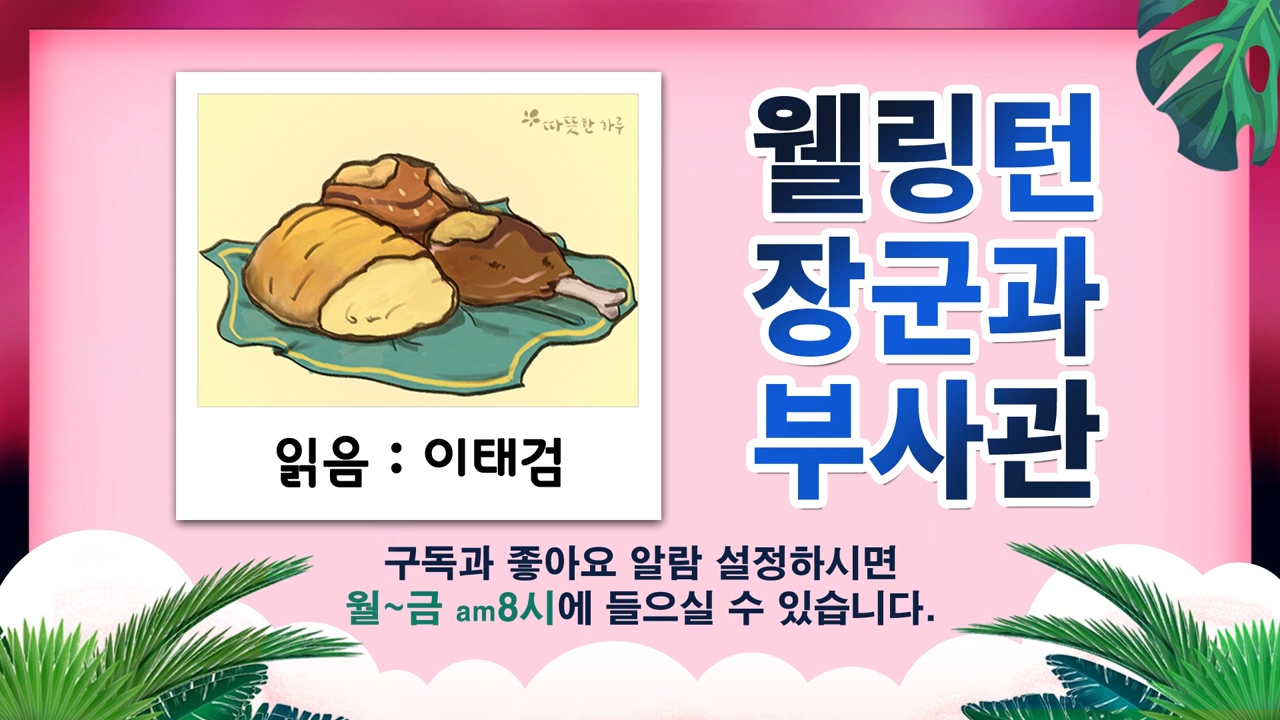 따뜻한 하루
읽음 : 이태검
웰링턴
장군과
부사관
구독과 좋아요 알람 설정하시면
월~금 am8시에 들으실 수 있습니다.